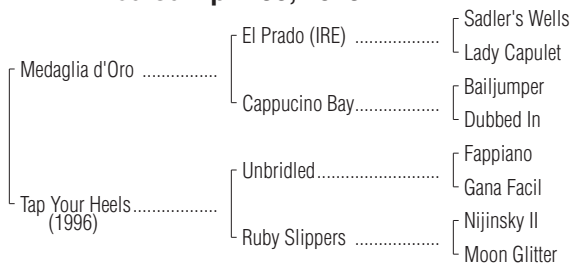 Sadler's Wells
El Prado (IRE) ..................
Lady Capulet
Medaglia d'Oro ................
Bailjumper
Cappucino Bay..................
Dubbed In
Fappiano
Unbridled..........................
Gana Facil
Tap Your Heels..................
(1996)
Nijinsky II
Ruby Slippers ..................
Moon Glitter